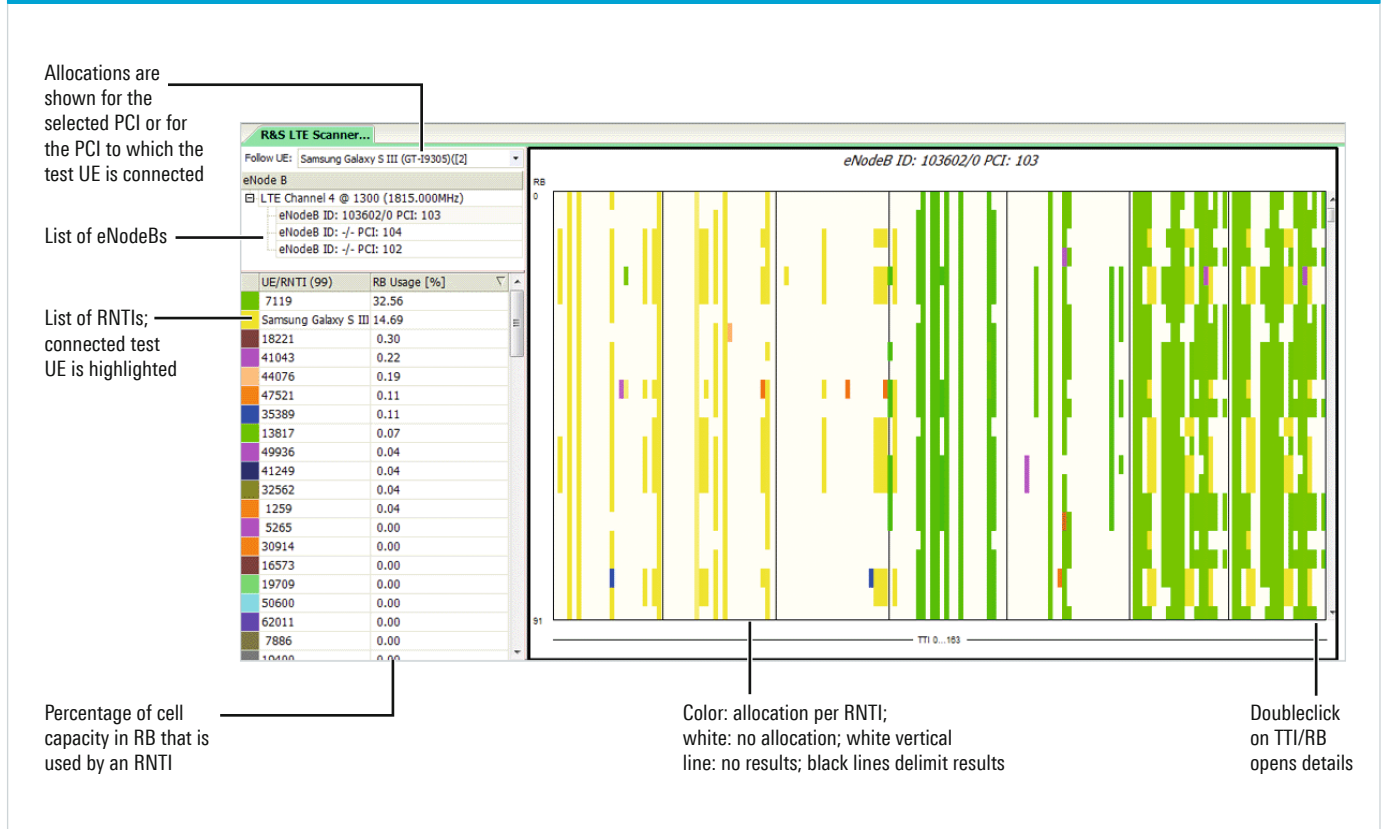 Allocations are
shown for the
selected PCI or for
the PCI to which the
test UE is connected
List of eNodeBs
List of RNTIs;
connected test
UE is highlighted
Percentage of cell
capacity in RB that is
used by an RNTI
R&S LTE Scanner...
Follow UE: Samsung Galaxy S III (GT-I9305)([2]
eNode B
LTE Channel 4 @ 1300 (1815.000MHz)
eNodeB ID: 103602/0 PCI: 103
eNodeB ID: -/- PCI: 104
eNodeB ID: -/- PCI: 102
UE/RNTI (99) RB Usage [%]
7119 32.56
Samsung Galaxy S III 14.69
18221 0.30
41043 0.22
44076 0.19
47521 0.11
35389 0.11
13817 0.07
49936 0.04
41249 0.04
32562 0.04
1259 0.04
5265 0.00
30914 0.00
16573 0.00
19709 0.00
50600 0.00
62011 0.00
7886 0.00
eNodeB ID: 103602/0 PCI: 103
RB
0
91
TTI 0...163
Color: allocation per RNTI;
white: no allocation; white vertical
line: no results; black lines delimit results
Doubleclick
on TTI/RB
opens details